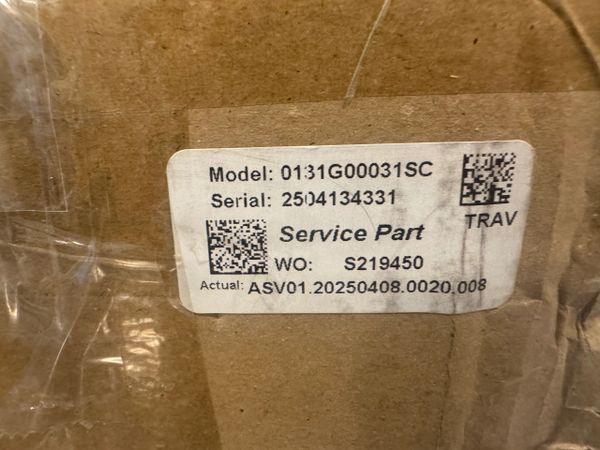 Model: 0131G00031SC
Serial: 2504134331
TRAV
Service Part
WO: S219450
Actual: ASV01.20250408.0020.008